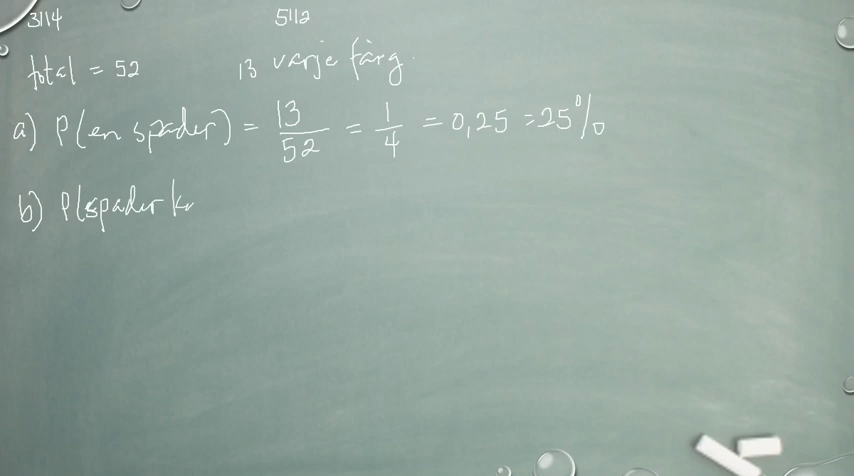 3114 5112
total = 52 13 varje färg.
a) P(en spader) = 13/52 = 1/4 = 0,25 = 25%
b) P(spader k